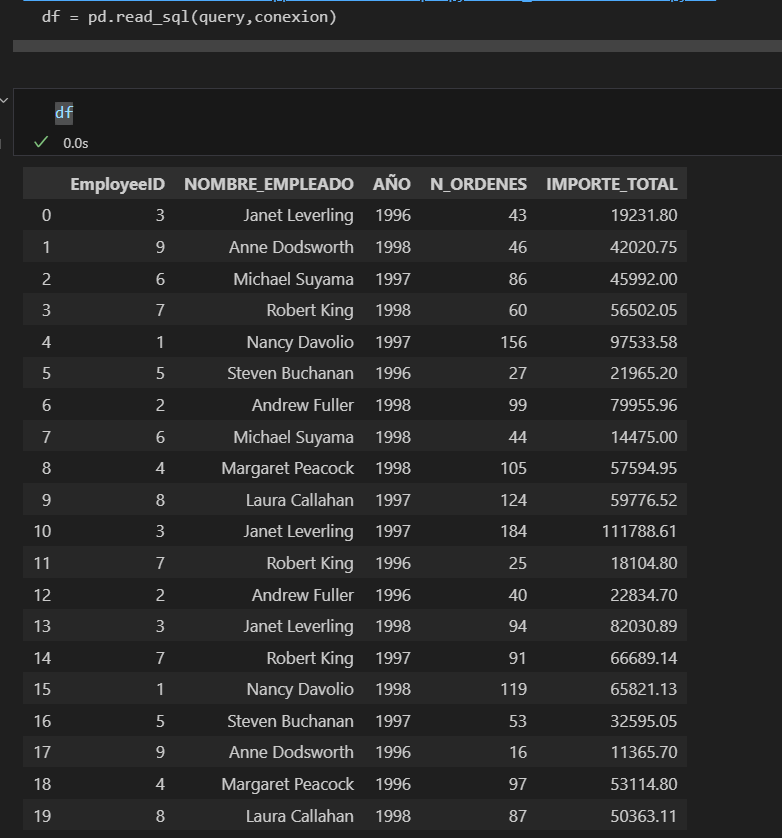 df = pd.read_sql(query,conexion)
df
0.0s
EmployeeID NOMBRE_EMPLEADO AÑO N_ORDENES IMPORTE_TOTAL
0 3 Janet Leverling 1996 43 19231.80
1 9 Anne Dodsworth 1998 46 42020.75
2 6 Michael Suyama 1997 86 45992.00
3 7 Robert King 1998 60 56502.05
4 1 Nancy Davolio 1997 156 97533.58
5 5 Steven Buchanan 1996 27 21965.20
6 2 Andrew Fuller 1998 99 79955.96
7 6 Michael Suyama 1998 44 14475.00
8 4 Margaret Peacock 1998 105 57594.95
9 8 Laura Callahan 1997 124 59776.52
10 3 Janet Leverling 1997 184 111788.61
11 7 Robert King 1996 25 18104.80
12 2 Andrew Fuller 1996 40 22834.70
13 3 Janet Leverling 1998 94 82030.89
14 7 Robert King 1997 91 66689.14
15 1 Nancy Davolio 1998 119 65821.13
16 5 Steven Buchanan 1997 53 32595.05
17 9 Anne Dodsworth 1996 16 11365.70
18 4 Margaret Peacock 1996 97 53114.80
19 8 Laura Callahan 1998 87 50363.11